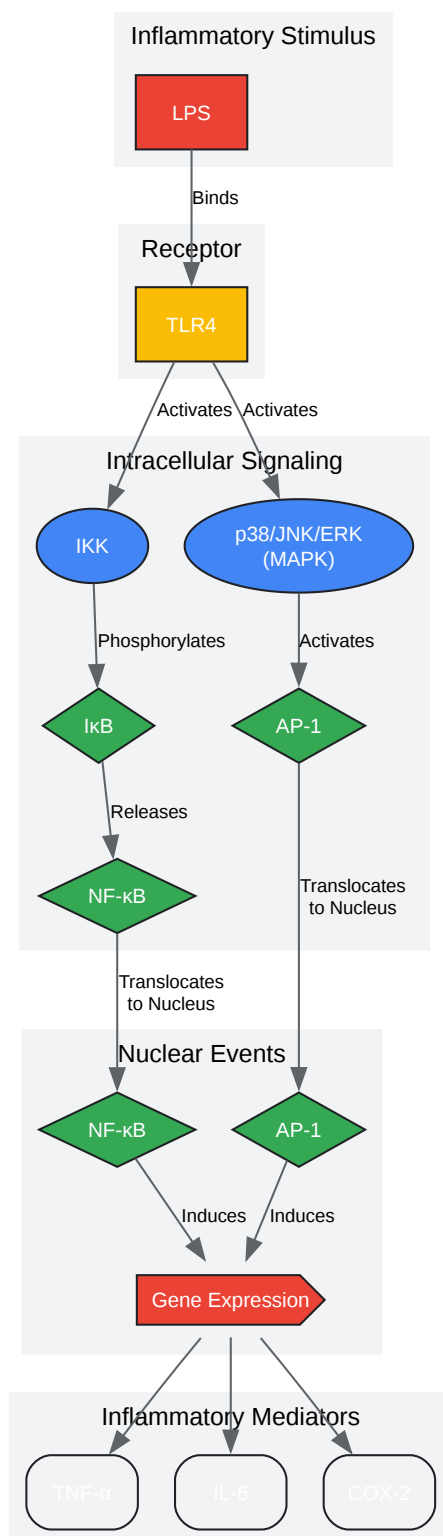 Inflammatory Stimulus
LPS
Binds
Receptor
TLR4
Activates
Activates
Intracellular Signaling
IKK
p38/JNK/ERK
(MAPK)
Phosphorylates
Activates
IκB
AP-1
Releases
NF-κB
Translocates
to Nucleus
Translocates
to Nucleus
Nuclear Events
NF-κB
AP-1
Induces
Induces
Gene Expression
Inflammatory Mediators
TNF-α
IL-6
COX-2